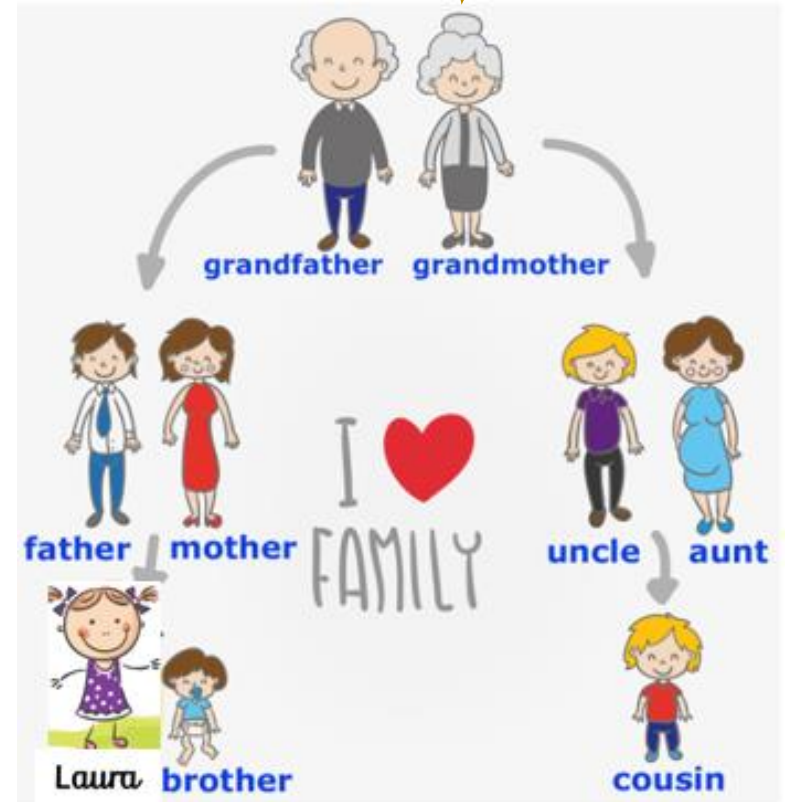 grandfather grandmother
I
FAMILY
father mother
uncle aunt
Laura brother
cousin